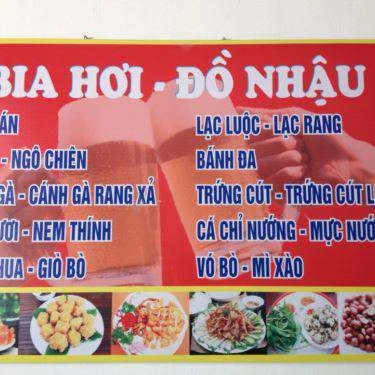 BIA HƠI - ĐỒ NHẬU
ÁN
- NGÔ CHIÊN
GÀ - CÁNH GÀ RANG XẢ
ƯỜI - NEM THÍNH
HUA - GIÒ BÒ
LẠC LUỘC - LẠC RANG
BÁNH ĐA
TRỨNG CÚT - TRỨNG CÚT L
CÁ CHỈ NƯỚNG - MỰC NƯỚ
VÓ BÒ - MÌ XÀO